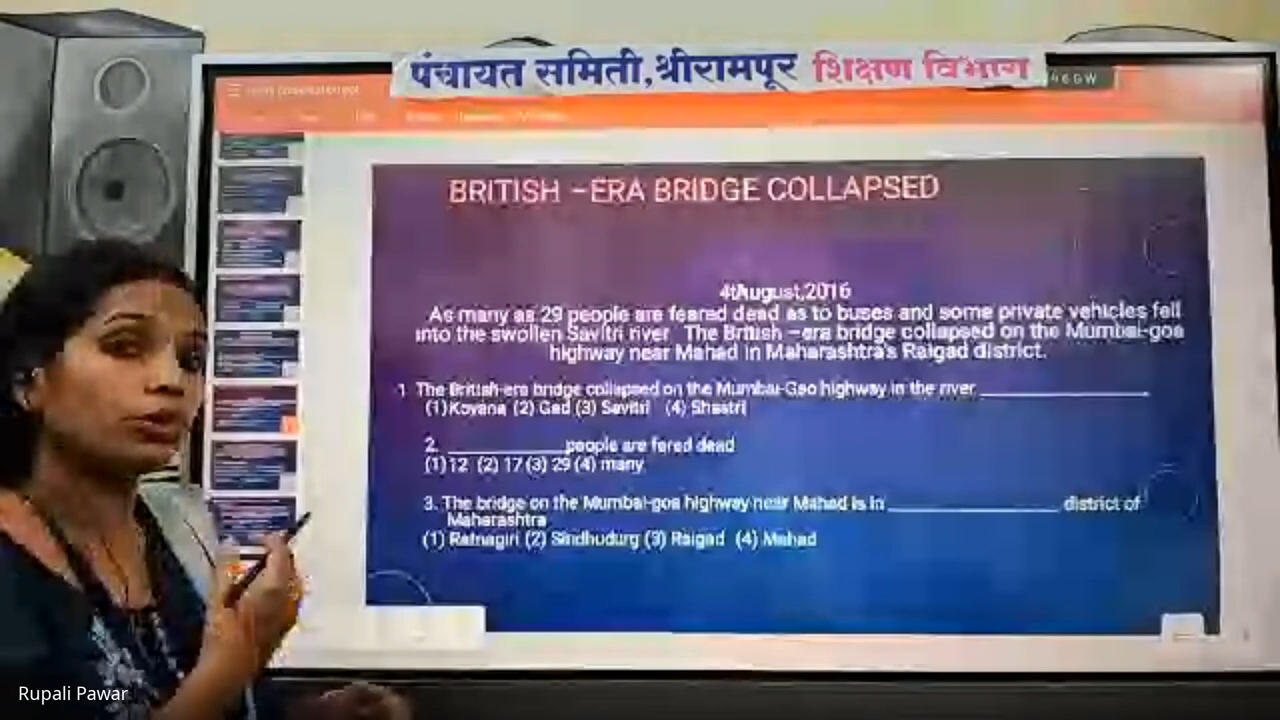 पंचायत समिती,श्रीरामपूर शिक्षण विभाग
BRITISH –ERA BRIDGE COLLAPSED
4tAugust,2016
As many as 29 people are feared dead as to buses and some private vehicles fell
into the swollen Savitri river The British –era bridge collapsed on the Mumbai-goa
highway near Mahad in Maharashtra's Raigad district.
1 The British-era bridge collapsed on the Mumbai-Gao highway in the river
(1) Koyana (2) Gad (3) Savitri (4) Shastri
2. people are fered dead
(1) 12 (2) 17 (3) 29 (4) many
3. The bridge on the Mumbai-goa highway near Mahad is in district of
Maharashtra
(1) Ratnagiri (2) Sindhudurg (3) Raigad (4) Mahad
Rupali Pawar